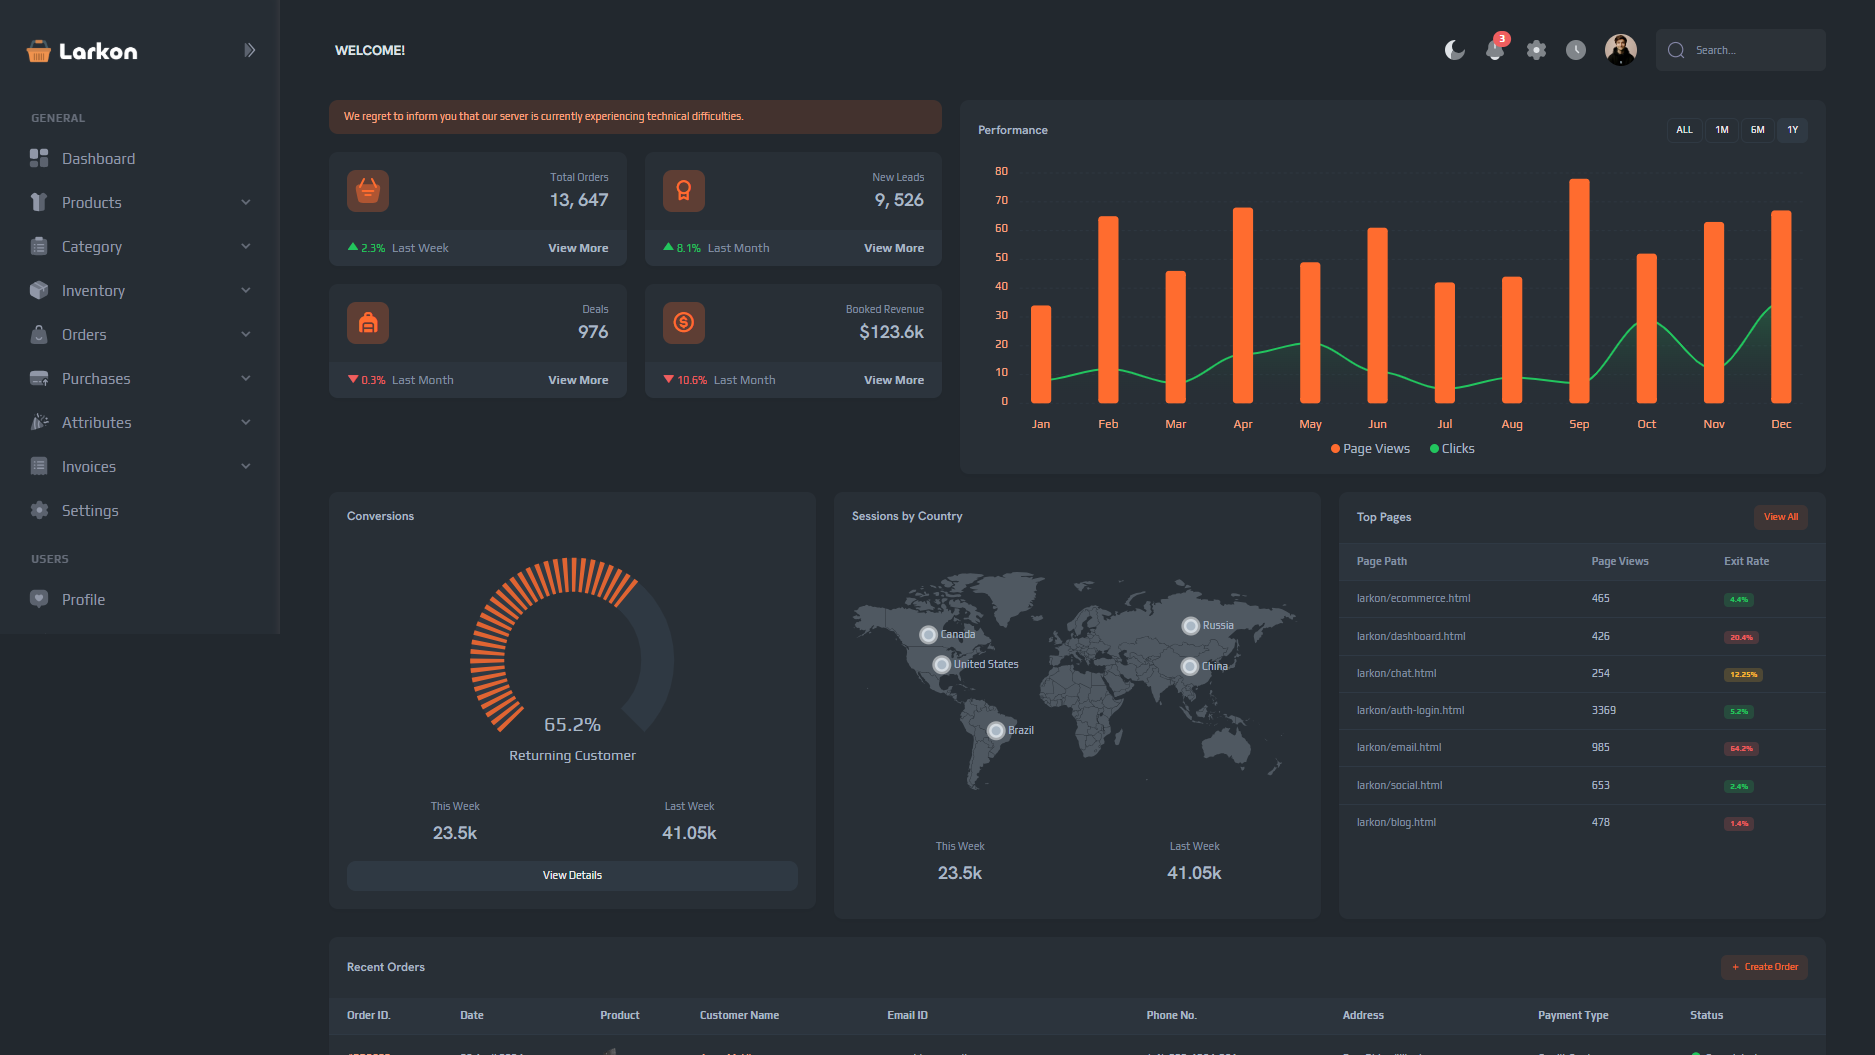 Larkon
WELCOME!
3
Search...
GENERAL
Dashboard
Products
Category
Inventory
Orders
Purchases
Attributes
Invoices
Settings
USERS
Profile
We regret to inform you that our server is currently experiencing technical difficulties.
Total Orders
13, 647
2.3% Last Week View More
New Leads
9, 526
8.1% Last Month View More
Deals
976
0.3% Last Month View More
Booked Revenue
$123.6k
10.6% Last Month View More
Performance
ALL 1M 6M 1Y
80
70
60
50
40
30
20
10
0
Jan Feb Mar Apr May Jun Jul Aug Sep Oct Nov Dec
Page Views Clicks
Conversions
65.2%
Returning Customer
This Week Last Week
23.5k 41.05k
View Details
Sessions by Country
Canada
United States
Brazil
Russia
China
This Week Last Week
23.5k 41.05k
Top Pages View All
Page Path Page Views Exit Rate
larkon/ecommerce.html 465 4.4%
larkon/dashboard.html 426 20.4%
larkon/chat.html 254 12.25%
larkon/auth-login.html 3369 5.2%
larkon/email.html 985 64.2%
larkon/social.html 653 2.4%
larkon/blog.html 478 1.4%
Recent Orders + Create Order
Order ID. Date Product Customer Name Email ID Phone No. Address Payment Type Status